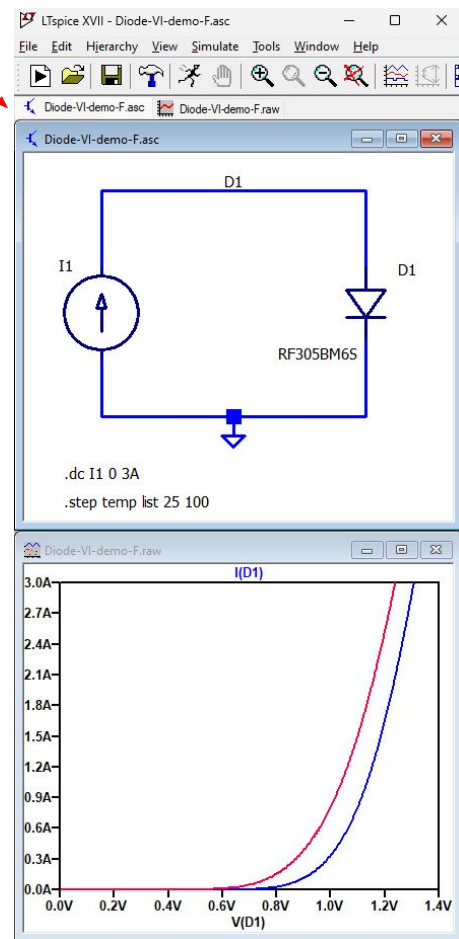 LTspice XVII - Diode-VI-demo-F.asc
File Edit Hierarchy View Simulate Tools Window Help
Diode-VI-demo-F.asc Diode-VI-demo-F.raw
Diode-VI-demo-F.asc
D1
I1
D1
RF305BM6S
.dc I1 0 3A
.step temp list 25 100
Diode-VI-demo-F.raw
I(D1)
3.0A
2.7A
2.4A
2.1A
1.8A
1.5A
1.2A
0.9A
0.6A
0.3A
0.0A
0.0V 0.2V 0.4V 0.6V 0.8V 1.0V 1.2V 1.4V
V(D1)